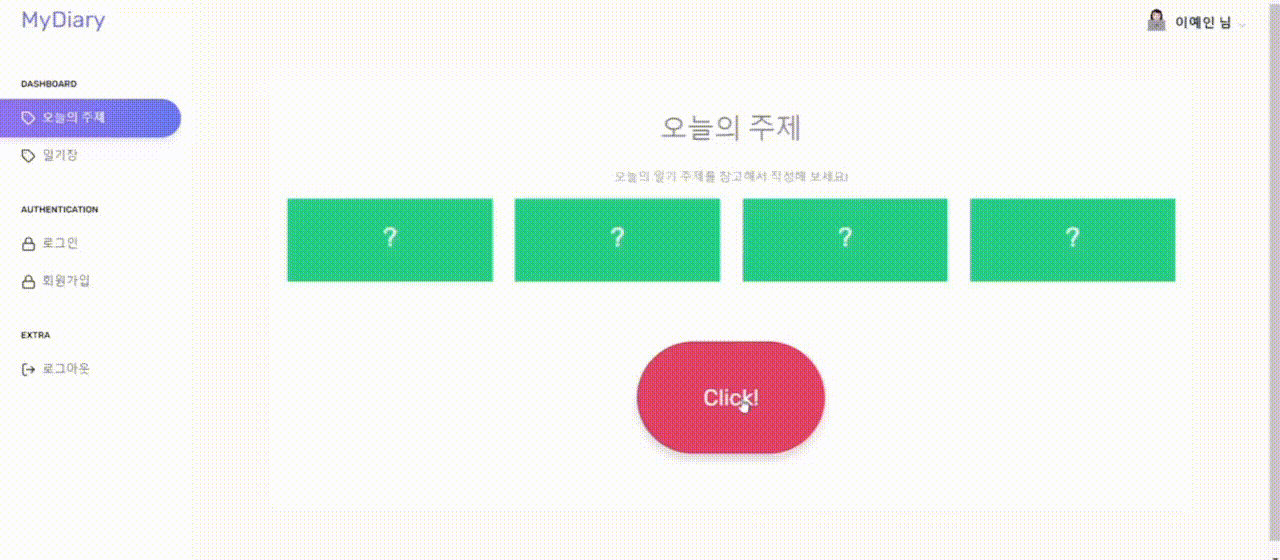 MyDiary
이예인 님
DASHBOARD
오늘의 주제
일기장
AUTHENTICATION
로그인
회원가입
EXTRA
로그아웃
오늘의 주제
오늘의 일기 주제를 참고해서 작성해 보세요!
?
?
?
?
Click!